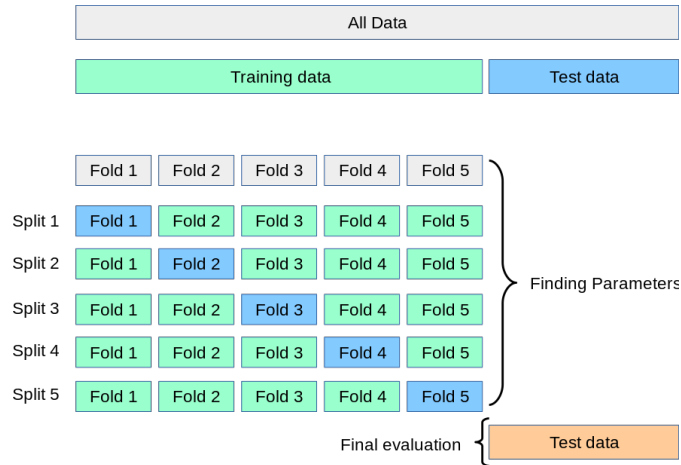 All Data
Training data Test data
Fold 1 Fold 2 Fold 3 Fold 4 Fold 5
Split 1 Fold 1 Fold 2 Fold 3 Fold 4 Fold 5
Split 2 Fold 1 Fold 2 Fold 3 Fold 4 Fold 5
Finding Parameters
Split 3 Fold 1 Fold 2 Fold 3 Fold 4 Fold 5
Split 4 Fold 1 Fold 2 Fold 3 Fold 4 Fold 5
Split 5 Fold 1 Fold 2 Fold 3 Fold 4 Fold 5
Final evaluation Test data